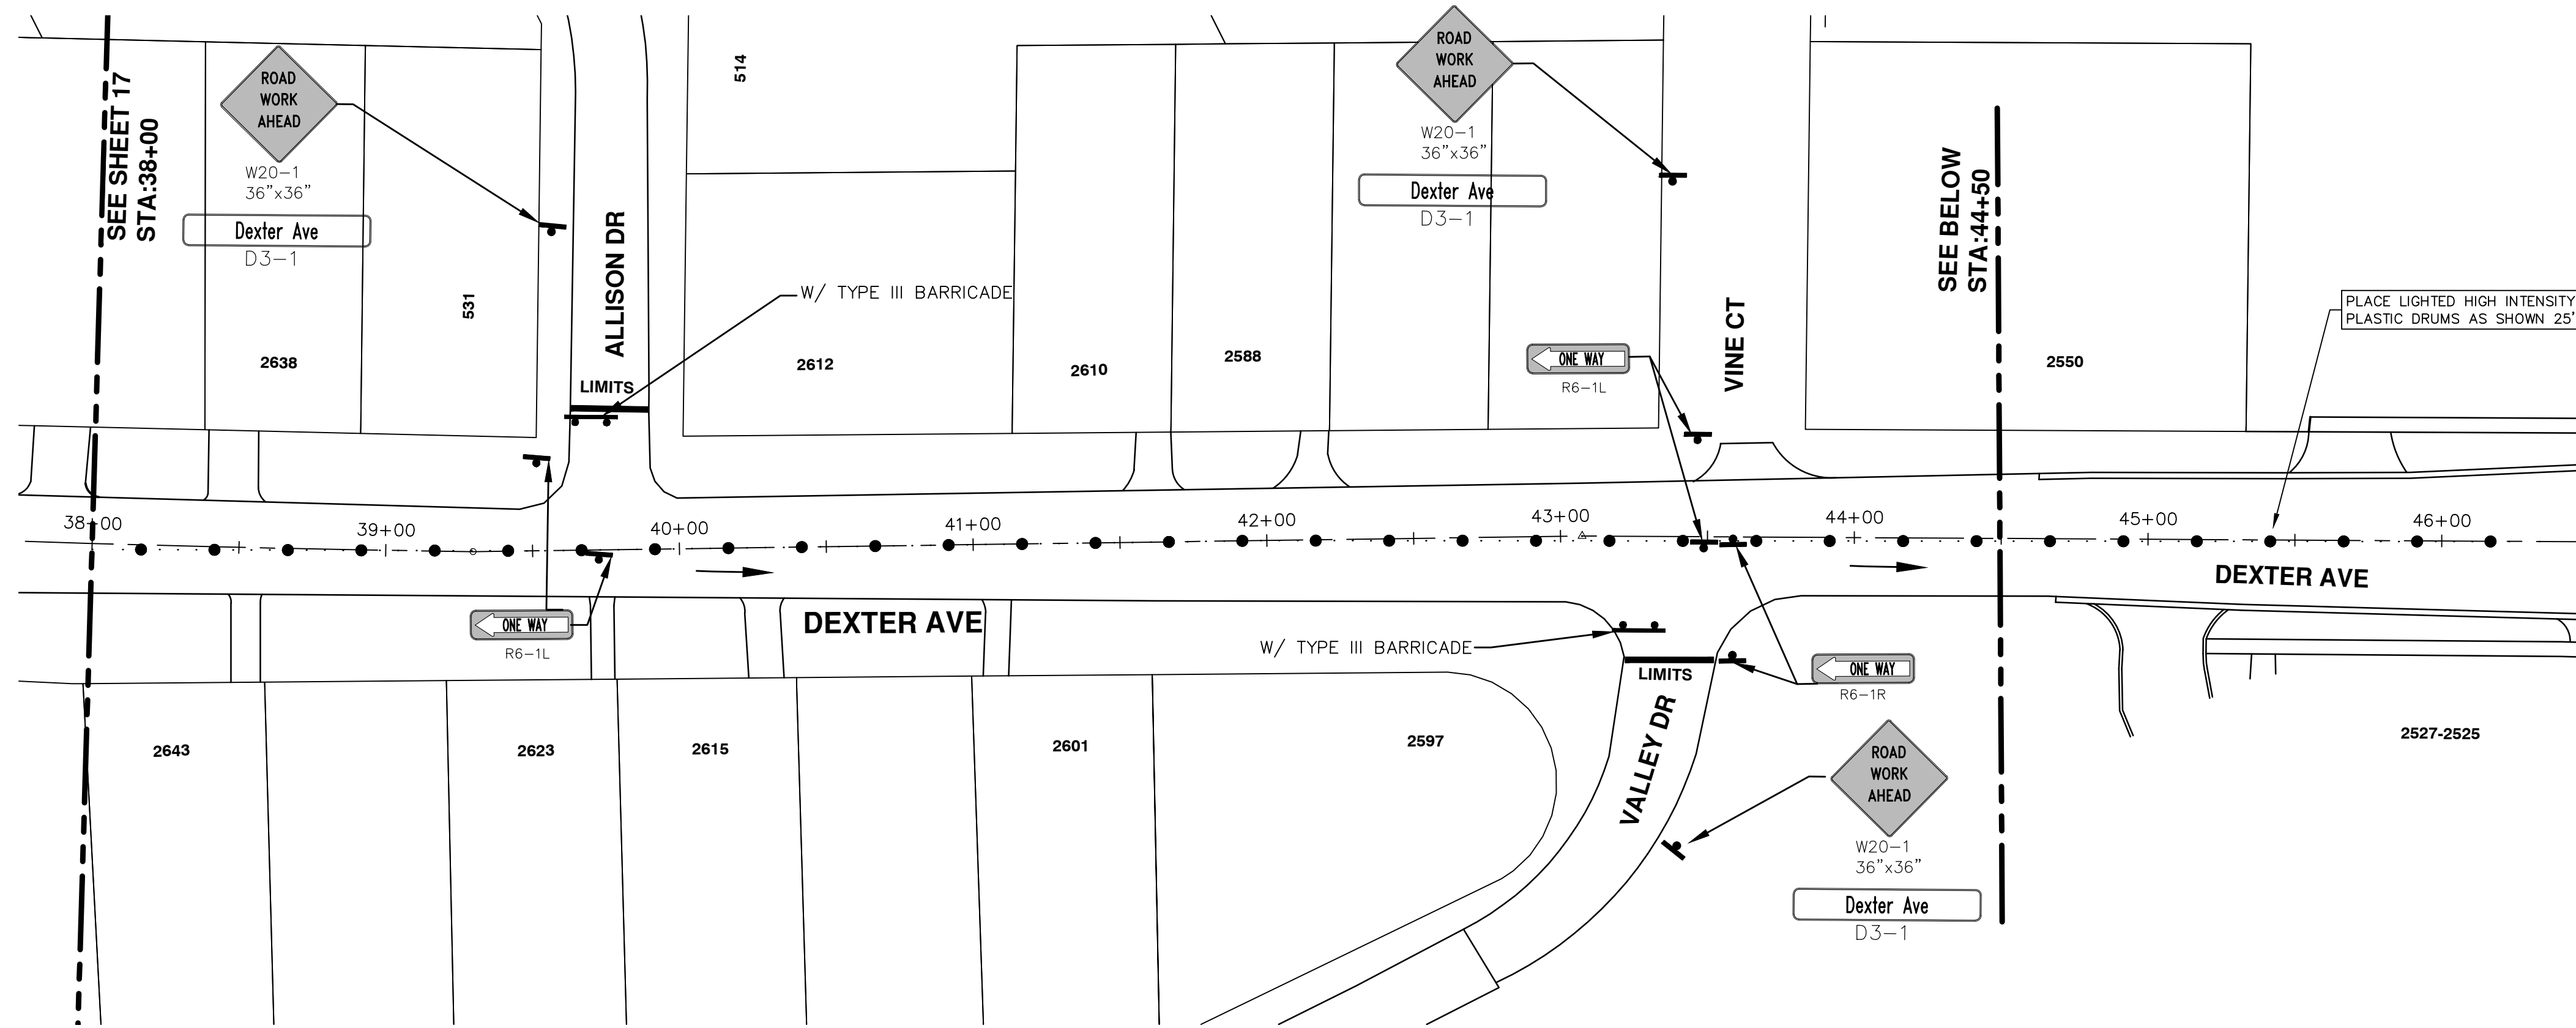 SEE SHEET 17
STA:38+00
ROAD
WORK
AHEAD
W20-1
36"x36"
Dexter Ave
D3-1
2638
531
ALLISON DR
LIMITS
514
W/ TYPE III BARRICADE
2612
2610
2588
ROAD
WORK
AHEAD
W20-1
36"x36"
Dexter Ave
D3-1
ONE WAY
R6-1L
VINE CT
SEE BELOW
STA:44+50
2550
PLACE LIGHTED HIGH INTENSITY
PLASTIC DRUMS AS SHOWN 25'
38+00
39+00
40+00
41+00
42+00
43+00
44+00
45+00
46+00
DEXTER AVE
ONE WAY
R6-1L
DEXTER AVE
W/ TYPE III BARRICADE
LIMITS
ONE WAY
R6-1R
VALLEY DR
2643
2623
2615
2601
2597
2527-2525
ROAD
WORK
AHEAD
W20-1
36"x36"
Dexter Ave
D3-1